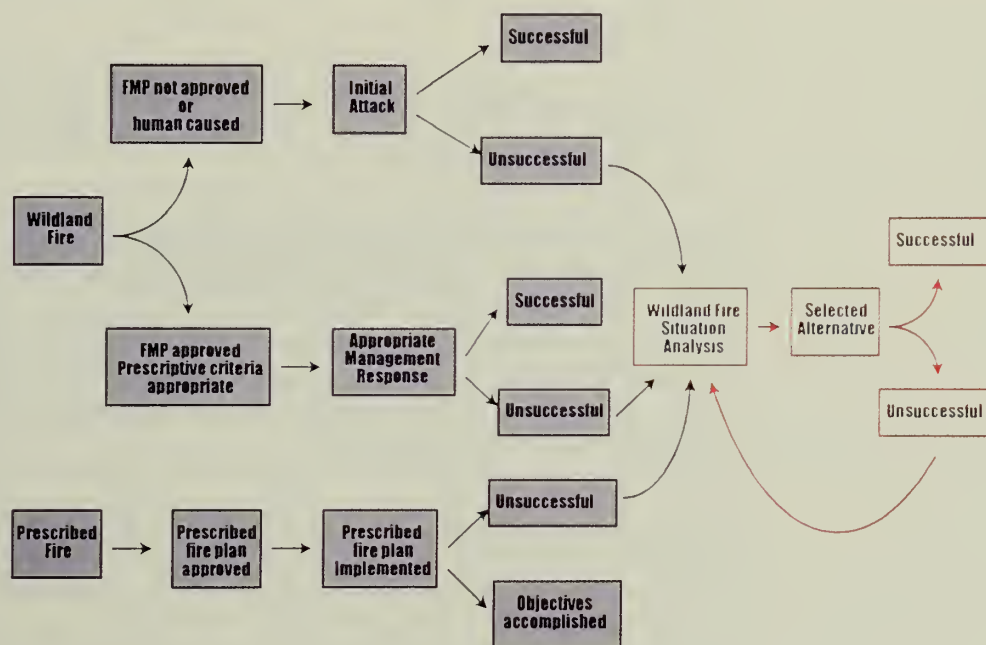 Successful
FMP not approved
or
human caused
Initial
Attack
Unsuccessful
Wildland
Fire
Successful
FMP approved
Prescriptive criteria
appropriate
Appropriate
Management
Response
Unsuccessful
Wildland Fire
Situation
Analysis
Selected
Alternative
Successful
Unsuccessful
Prescribed
Fire
Prescribed
fire plan
approved
Prescribed
fire plan
implemented
Unsuccessful
Objectives
accomplished